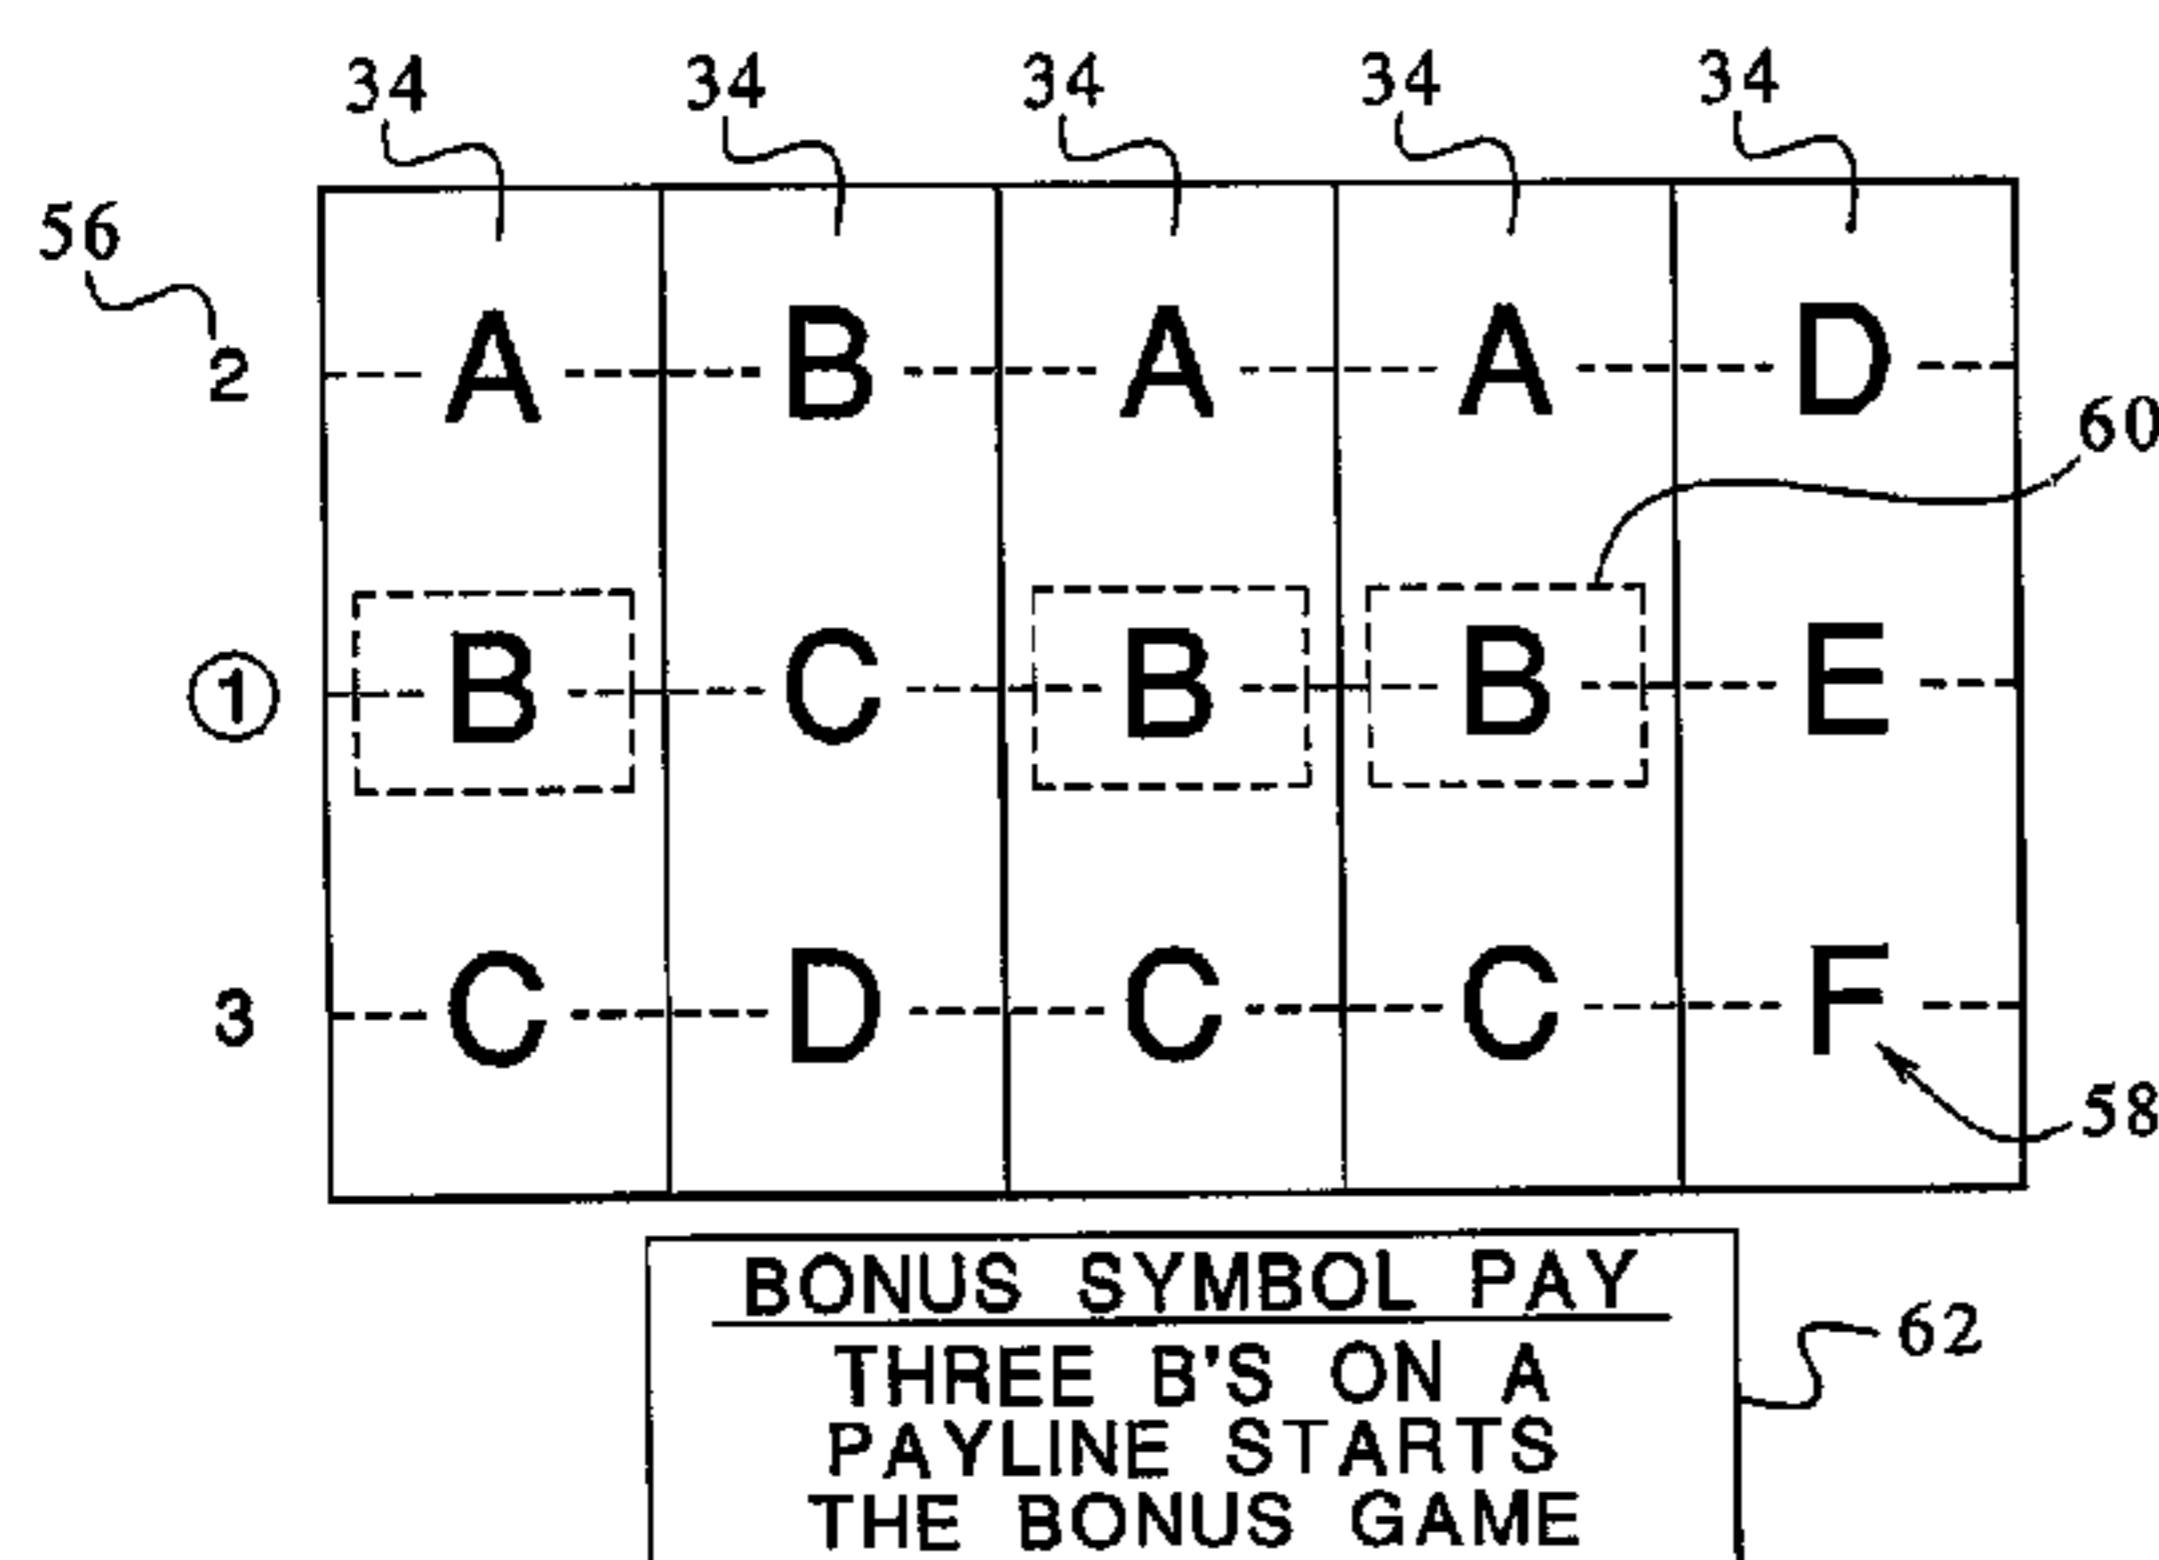 34 34 34 34 34
56
2 A B A A D
60
1 B C B B E
3 C D C C F
58
BONUS SYMBOL PAY
62
THREE B'S ON A
PAYLINE STARTS
THE BONUS GAME